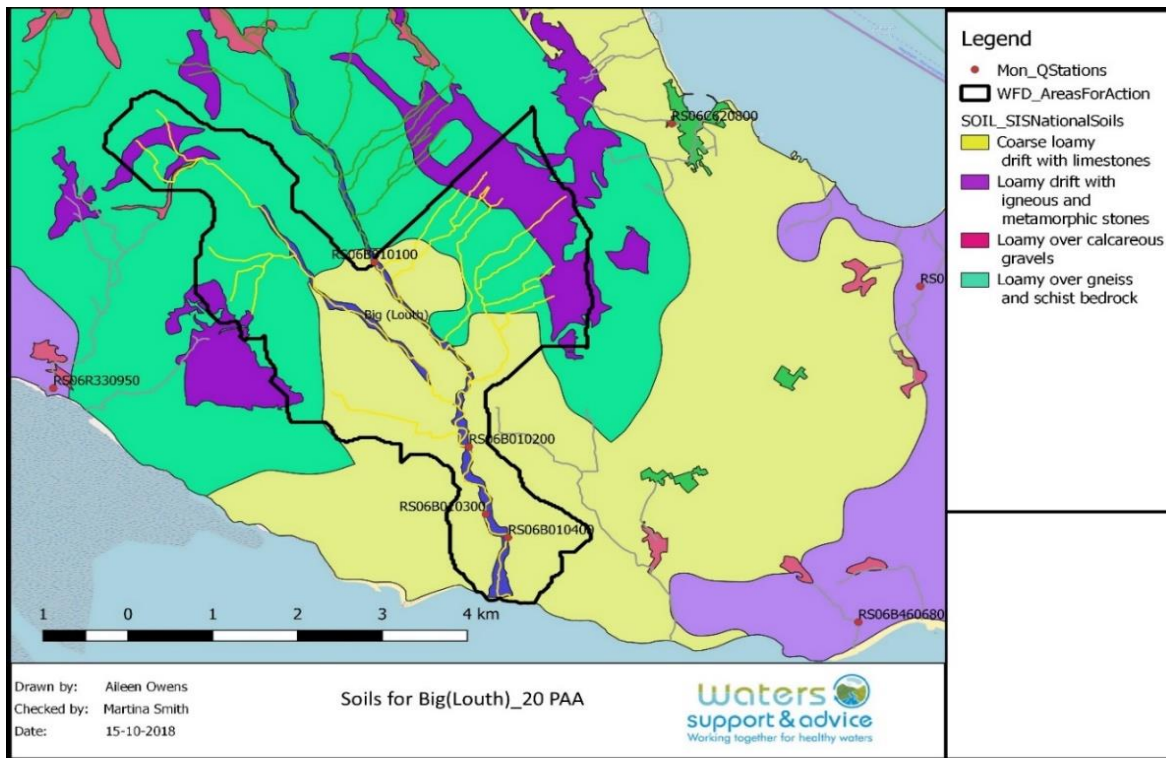 RS06C620800
RS06B010100
RS0
Big (Louth)
RS06R330950
RS06B010200
RS06B010300
RS06B010400
RS06B460680
1 0 1 2 3 4 km
Legend
Mon_QStations
WFD_AreasForAction
SOIL_SISNationalSoils
Coarse loamy
drift with limestones
Loamy drift with
igneous and
metamorphic stones
Loamy over calcareous
gravels
Loamy over gneiss
and schist bedrock
Drawn by: Aileen Owens
Checked by: Martina Smith
Date: 15-10-2018
Soils for Big(Louth)_20 PAA
waters
support & advice
Working together for healthy waters